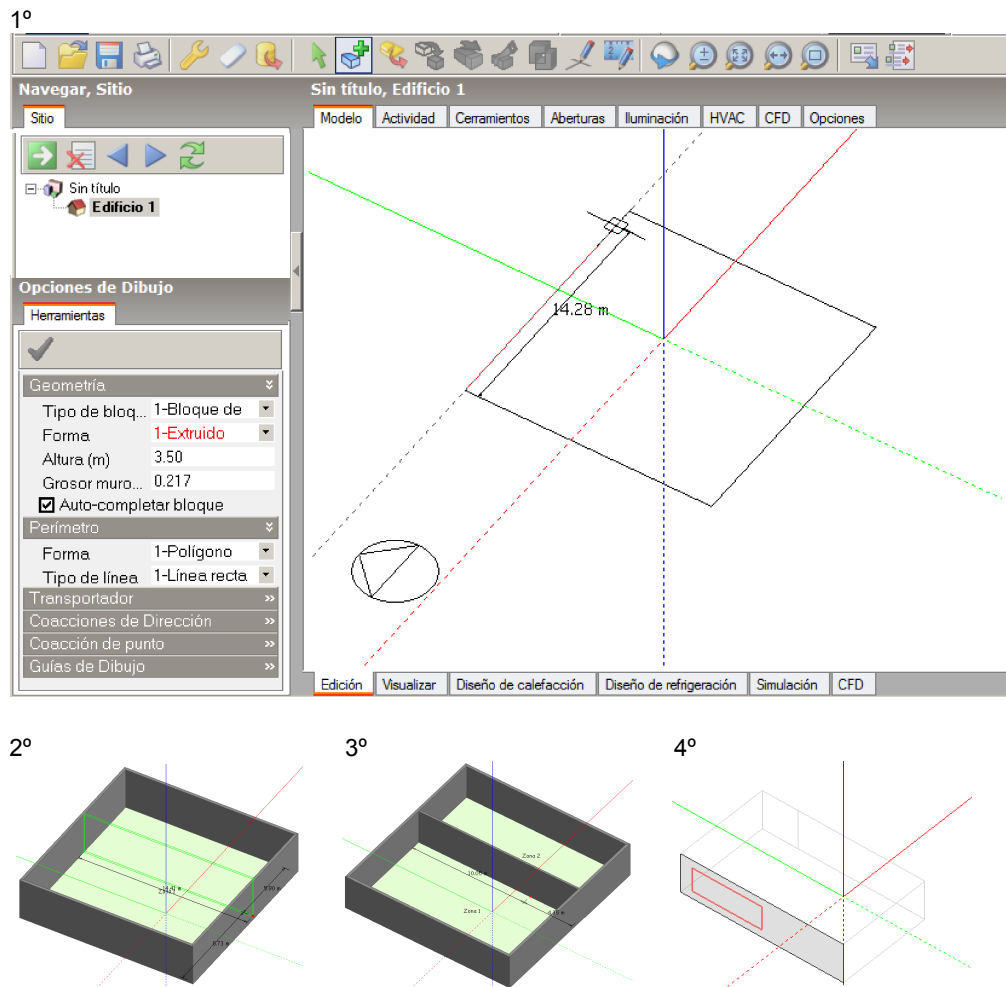 1º
Navegar, Sitio
Sitio
Sin título
Edificio 1
Opciones de Dibujo
Herramientas
Geometría
Tipo de bloq... 1-Bloque de
Forma 1-Extruido
Altura (m) 3.50
Grosor muro... 0.217
Auto-completar bloque
Perímetro
Forma 1-Polígono
Tipo de línea 1-Línea recta
Transportador
Coacciones de Dirección
Coacción de punto
Guías de Dibujo
Sin título, Edificio 1
Modelo Actividad Cerramientos Aberturas Iluminación HVAC CFD Opciones
14.28 m
Edición Visualizar Diseño de calefacción Diseño de refrigeración Simulación CFD
2º
3º
Zona 2
Zona 1
4º